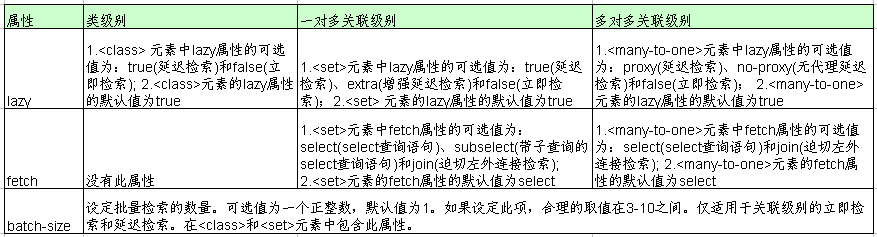 属性 类级别 一对多关联级别 多对多关联级别
lazy
1.<class> 元素中lazy属性的可选
值为：true(延迟检索)和false(立
即检索); 2.<class>元素的lazy属性
的默认值为true
1.<set>元素中lazy属性的可选值为：true(延迟
检索)、extra(增强延迟检索)和false(立即检
索)；2.<set> 元素的lazy属性的默认值为true
1.<many-to-one>元素中lazy属性的可选值
为：proxy(延迟检索)、no-proxy(无代理延迟
检索)和false(立即检索)； 2.<many-to-one>
元素的lazy属性的默认值为true
fetch
没有此属性
1.<set>元素中fetch属性的可选值为：
select(select查询语句)、subselect(带子查询的
select查询语句)和join(迫切左外连接检索);
2.<set>元素的fetch属性的默认值为select
1.<many-to-one>元素中fetch属性的可选值
为：select(select查询语句)和join(迫切左外
连接检索); 2.<many-to-one>元素的fetch属
性的默认值为select
batch-size
设定批量检索的数量。可选值为一个正整数，默认值为1。如果设定此项，合理的取值在3-10之间。仅适用于关联级别的立即检
索和延迟检索。在<class>和<set>元素中包含此属性。